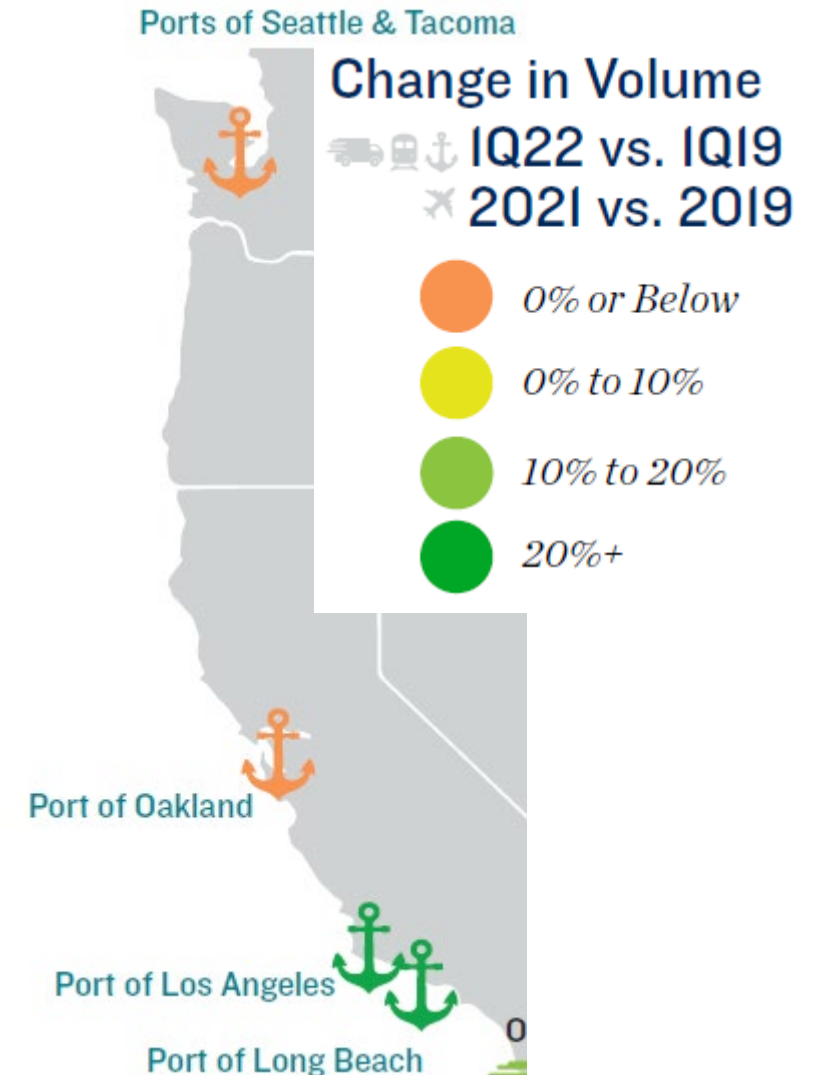 Ports of Seattle & Tacoma
Change in Volume
1Q22 vs. 1Q19
2021 vs. 2019
0% or Below
0% to 10%
10% to 20%
20%+
Port of Oakland
Port of Los Angeles
Port of Long Beach